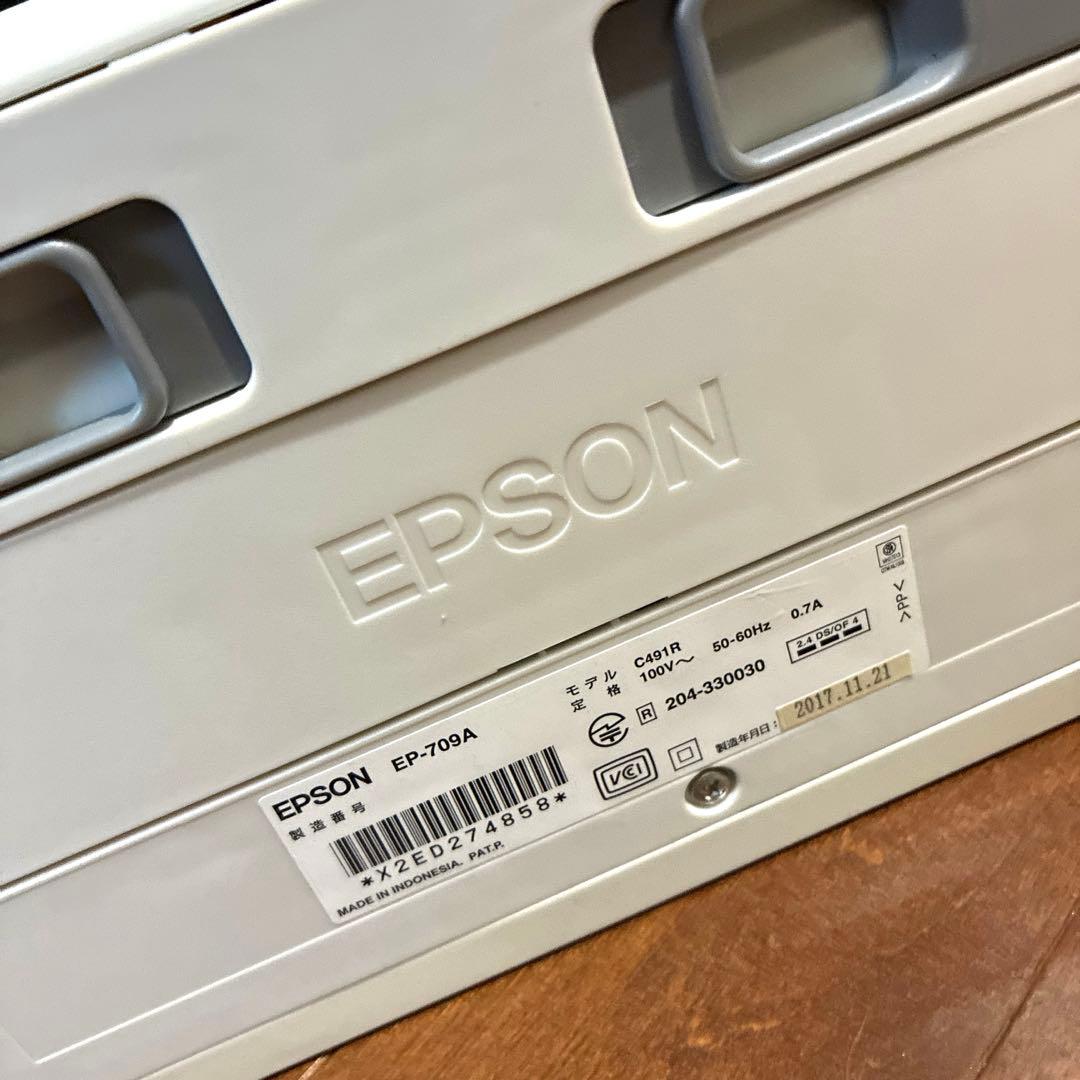 EPSON
EPSON EP-709A
製造番号
*X2ED274858*
MADE IN INDONESIA. PAT.P.
モデル C491R
定格 100V〜 50-60Hz 0.7A
R 204-330030
2.4 DS/OF 4
VCI
製造年月日: 2017.11.21
>PP<